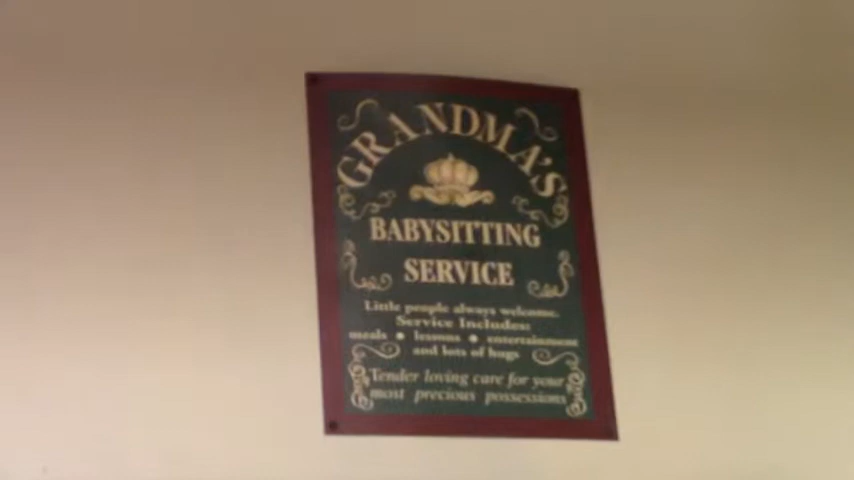 GRANDMA'S
BABYSITTING
SERVICE
Little people always welcome.
Service Includes:
meals • lessons • entertainment
and lots of hugs
Tender loving care for your
most precious possessions